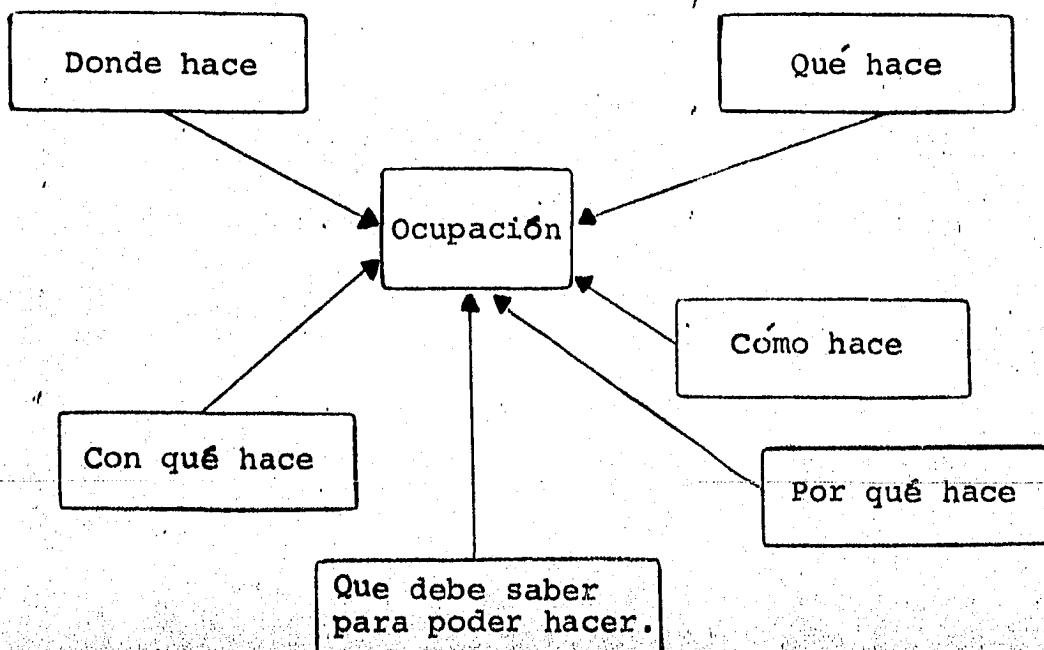 Donde hace
Qué hace
Ocupación
Cómo hace
Con qué hace
Por qué hace
Que debe saber
para poder hacer.